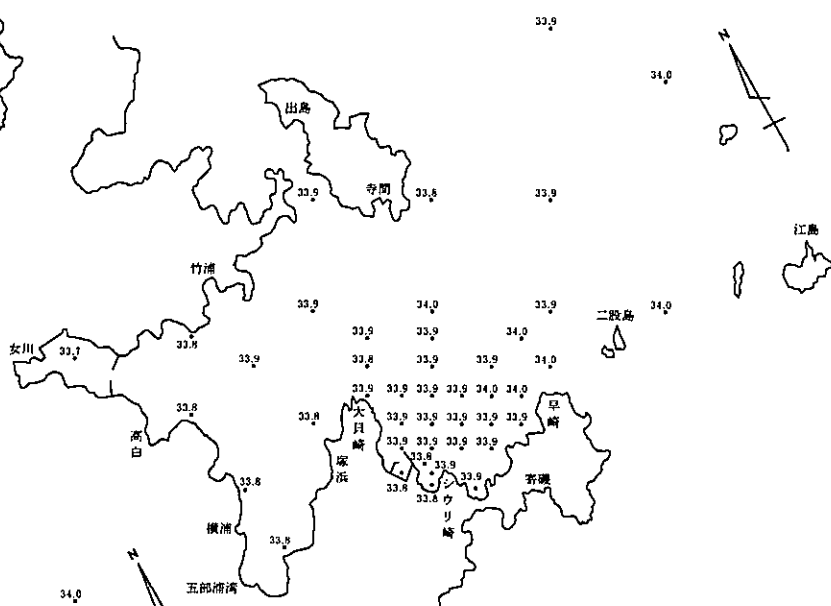 33.9
N
34.0
出島
寺間
33.9 33.8 33.9
江島
竹浦
33.9 34.0 33.9 34.0
二股島
女川
33.7 33.8 33.9 33.9 34.0
33.9 33.8 33.9 33.9 34.0
33.9 33.9 33.9 33.9 34.0 34.0
33.8 33.8 33.9 33.9 33.9 33.9 33.9
早崎
大貝崎
高白
塚浜
33.9 33.9 33.9 33.9
33.8 33.9
33.8 33.8 33.8 33.9
シウリ崎
寄磯
横浦
33.8
N
五部浦湾
34.0